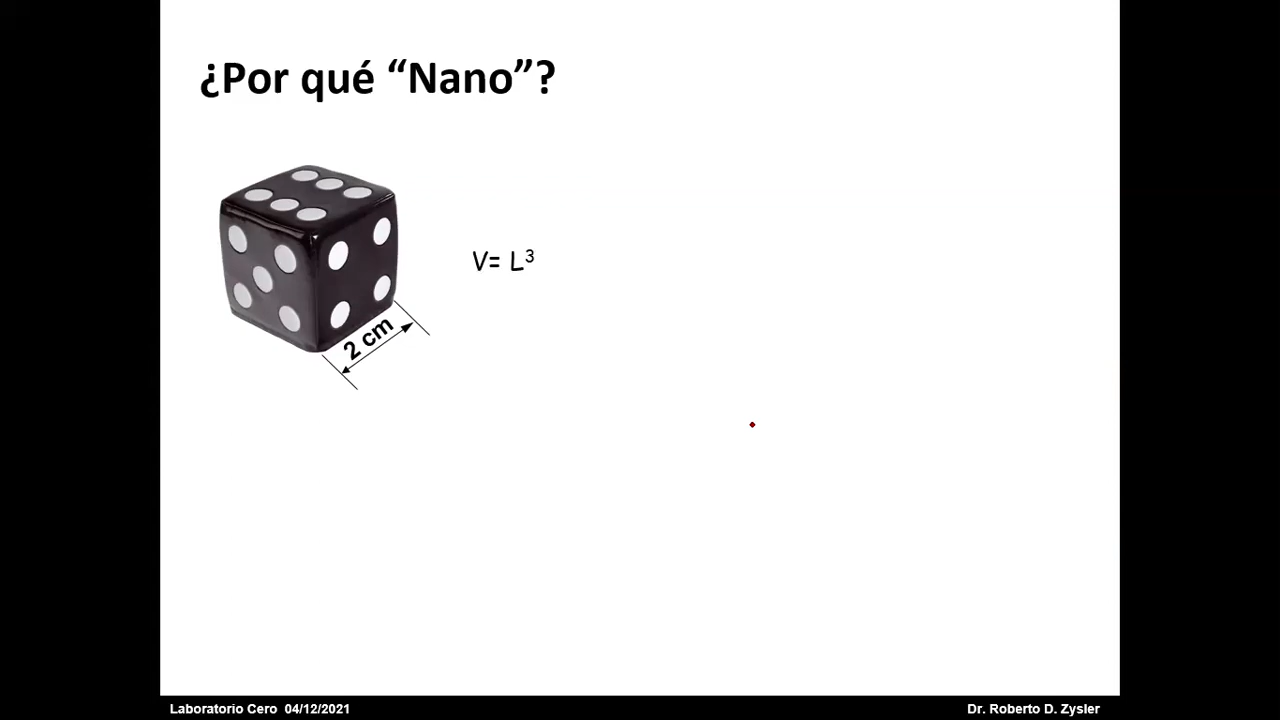 ¿Por qué “Nano”?
V= L³
2 cm
Laboratorio Cero 04/12/2021
Dr. Roberto D. Zysler